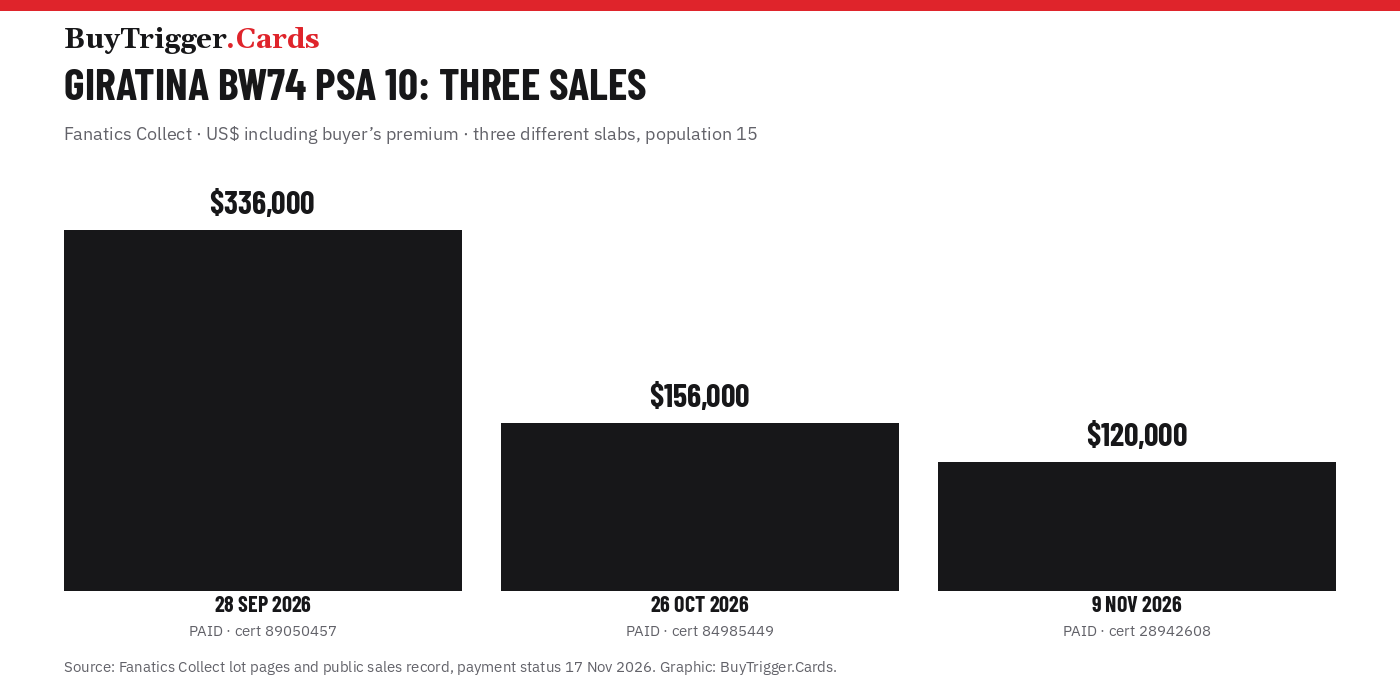 BuyTrigger.Cards
GIRATINA BW74 PSA 10: THREE SALES
Fanatics Collect · US$ including buyer’s premium · three different slabs, population 15
$336,000
$156,000
$120,000
28 SEP 2026
26 OCT 2026
9 NOV 2026
PAID · cert 89050457
PAID · cert 84985449
PAID · cert 28942608
Source: Fanatics Collect lot pages and public sales record, payment status 17 Nov 2026. Graphic: BuyTrigger.Cards.